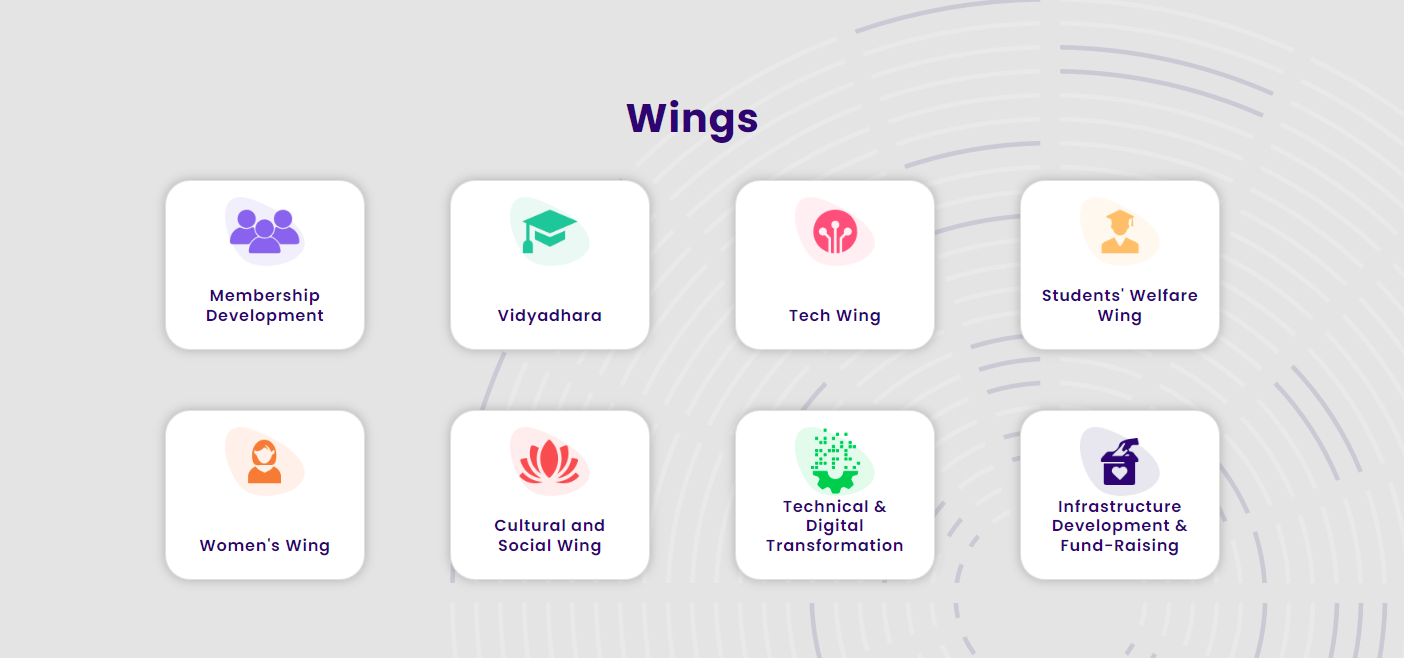 Wings
Membership
Development
Vidyadhara
Tech Wing
Students' Welfare
Wing
Women's Wing
Cultural and
Social Wing
Technical &
Digital
Transformation
Infrastructure
Development &
Fund-Raising